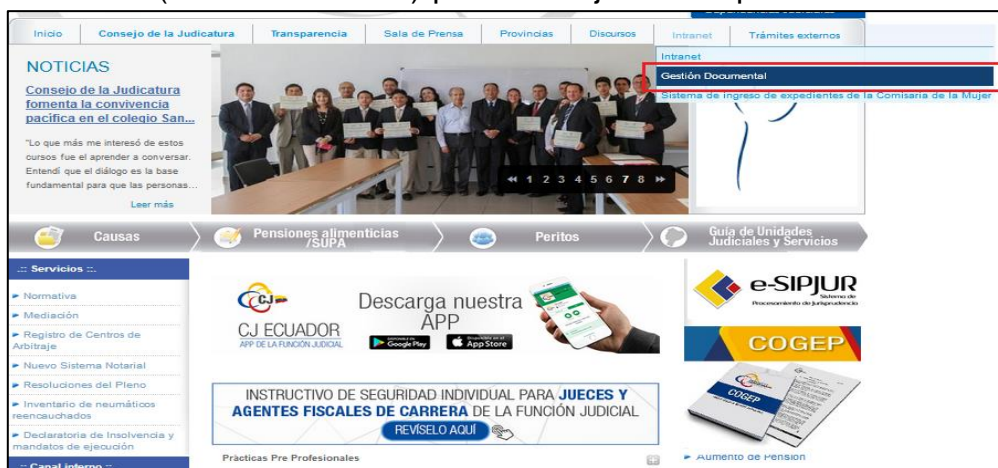 Inicio Consejo de la Judicatura Transparencia Sala de Prensa Provincias Discursos Intranet Trámites externos
Intranet
Gestión Documental
Sistema de ingreso de expedientes de la Comisaría de la Mujer
NOTICIAS
Consejo de la Judicatura
fomenta la convivencia
pacífica en el colegio San...
"Lo que más me interesó de estos
cursos fue el aprender a conversar.
Entendí que el diálogo es la base
fundamental para que las personas...
Leer más
1 2 3 4 5 6 7 8
Causas
Pensiones alimenticias
/SUPA
Peritos
Guía de Unidades
Judiciales y Servicios
.:: Servicios ::.
Normativa
Mediación
Registro de Centros de
Arbitraje
Nuevo Sistema Notarial
Resoluciones del Pleno
Inventario de neumáticos
reencauchados
Declaratoria de Insolvencia y
mandatos de ejecución
.:: Canal interno ::.
CJ
CJ ECUADOR
APP DE LA FUNCIÓN JUDICIAL
Descarga nuestra
APP
Google Play
App Store
INSTRUCTIVO DE SEGURIDAD INDIVIDUAL PARA JUECES Y
AGENTES FISCALES DE CARRERA DE LA FUNCIÓN JUDICIAL
REVÍSELO AQUÍ
Prácticas Pre Profesionales
e-SIPJUR
Sistema de
Procesamiento de Jurisprudencia
COGEP
Aumento de Pensión